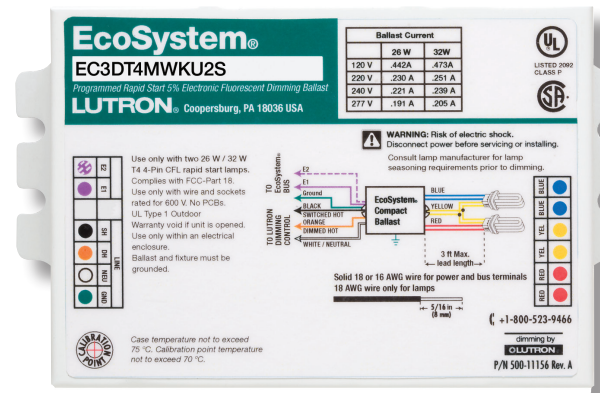 EcoSystem®
EC3DT4MWKU2S
Programmed Rapid Start 5% Electronic Fluorescent Dimming Ballast
LUTRON® Coopersburg, PA 18036 USA
Ballast Current
26 W 32W
120 V .442A .473A
220 V .230 A .251 A
240 V .221 A .239 A
277 V .191 A .205 A
UL
LISTED 2092
CLASS P
SA
WARNING: Risk of electric shock.
Disconnect power before servicing or installing.
Consult lamp manufacturer for lamp
seasoning requirements prior to dimming.
E2
E1
SH
DH
NEU
GND
LINE
Use only with two 26 W / 32 W
T4 4-Pin CFL rapid start lamps.
Complies with FCC-Part 18.
Use only with wire and sockets
rated for 600 V. No PCBs.
UL Type 1 Outdoor
Warranty void if unit is opened.
Use only within an electrical
enclosure.
Ballast and fixture must be
grounded.
TO
EcoSystem®
BUS
TO LUTRON
DIMMING
CONTROL
E2
E1
Ground
BLACK
SWITCHED HOT
ORANGE
DIMMED HOT
WHITE / NEUTRAL
EcoSystem®
Compact
Ballast
BLUE
YELLOW
RED
3 ft Max.
lead length
BLUE
BLUE
YEL
YEL
RED
RED
Solid 18 or 16 AWG wire for power and bus terminals
18 AWG wire only for lamps
5/16 in
(8 mm)
CALIBRATION
POINT
Case temperature not to exceed
75 °C. Calibration point temperature
not to exceed 70 °C.
+1-800-523-9466
dimming by
LUTRON
P/N 500-11156 Rev. A